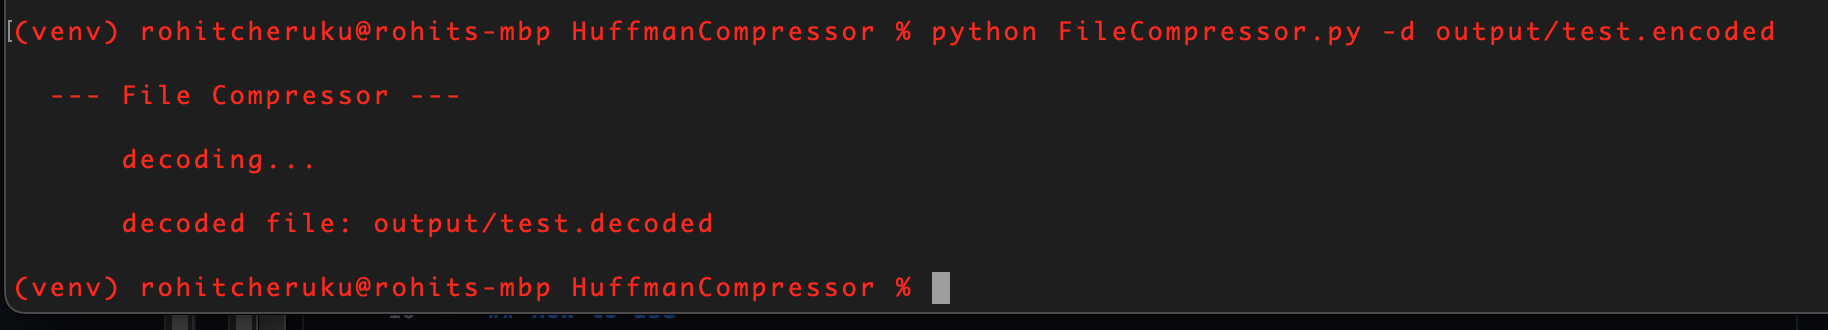 (venv) rohitcheruku@rohits-mbp HuffmanCompressor % python FileCompressor.py -d output/test.encoded
--- File Compressor ---
decoding...
decoded file: output/test.decoded
(venv) rohitcheruku@rohits-mbp HuffmanCompressor %